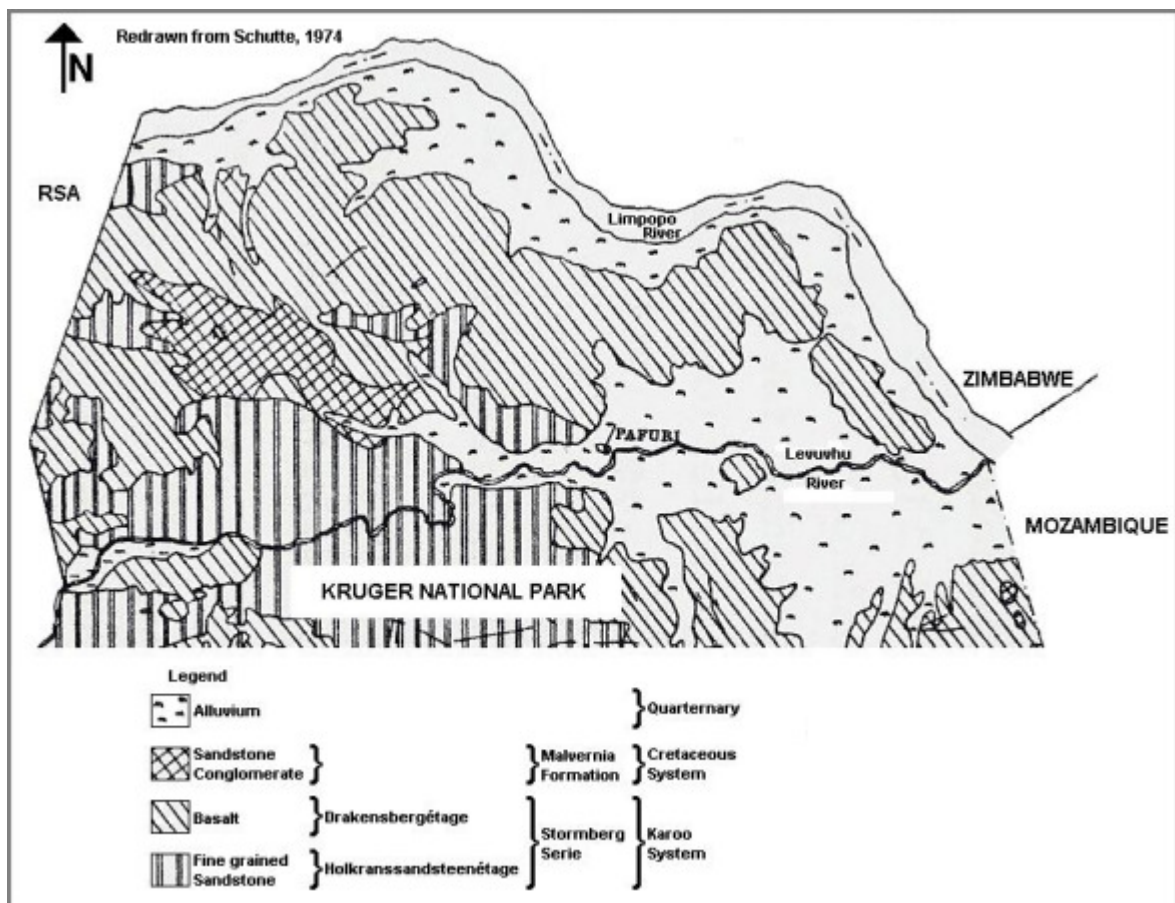 Redrawn from Schutte, 1974
N
RSA
Limpopo
River
ZIMBABWE
PAFURI
Levuvhu
River
MOZAMBIQUE
KRUGER NATIONAL PARK
Legend
Alluvium
Quarternary
Sandstone
Conglomerate
Malvernia
Formation
Cretaceous
System
Basalt
Drakensbergétage
Stormberg
Serie
Karoo
System
Fine grained
Sandstone
Holkranssandsteenétage